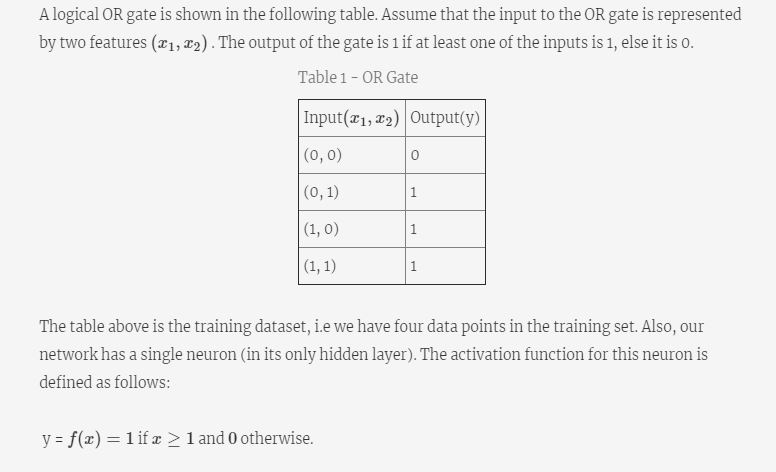 A logical OR gate is shown in the following table. Assume that the input to the OR gate is represented
by two features (x₁, x₂) . The output of the gate is 1 if at least one of the inputs is 1, else it is 0.
Table 1 - OR Gate
Input(x₁, x₂) Output(y)
(0, 0) 0
(0, 1) 1
(1, 0) 1
(1, 1) 1
The table above is the training dataset, i.e we have four data points in the training set. Also, our
network has a single neuron (in its only hidden layer). The activation function for this neuron is
defined as follows:
y = f(x) = 1 if x ≥ 1 and 0 otherwise.